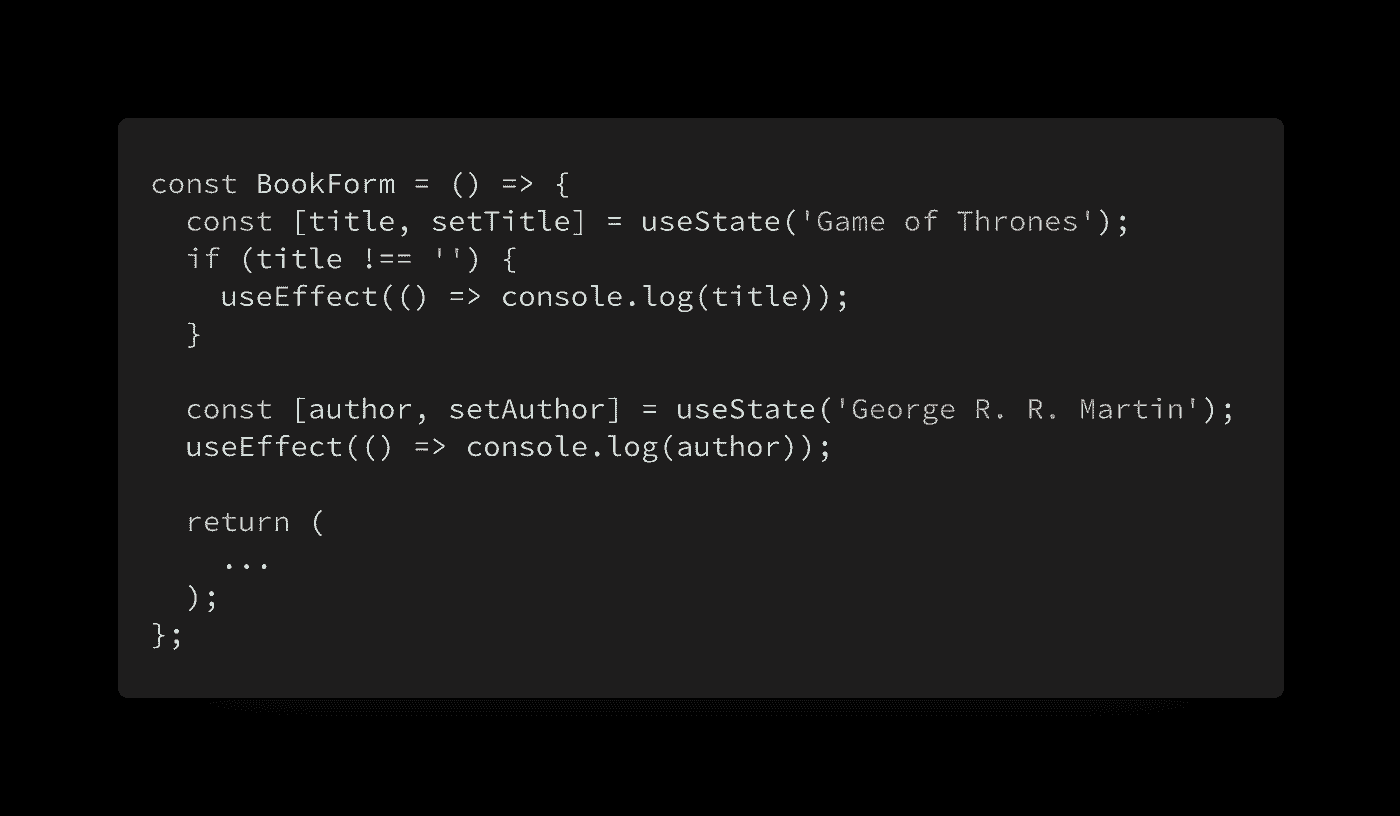 const BookForm = () => {
  const [title, setTitle] = useState('Game of Thrones');
  if (title !== '') {
    useEffect(() => console.log(title));
  }

  const [author, setAuthor] = useState('George R. R. Martin');
  useEffect(() => console.log(author));

  return (
    ...
  );
};